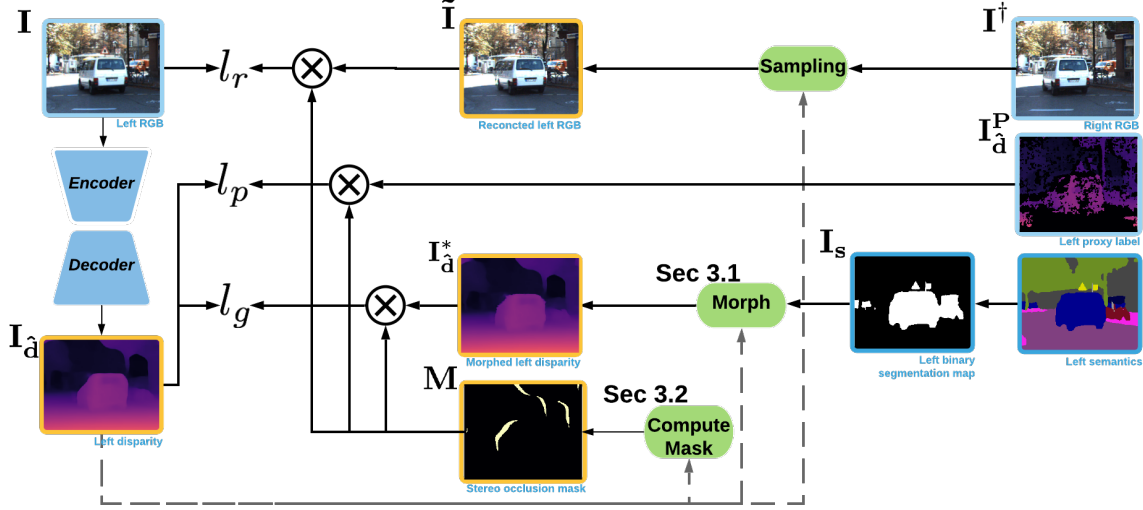 I
Ĩ
I†
l_r
Sampling
Left RGB
Reconcted left RGB
Right RGB
I^P_d̂
Encoder
l_p
Left proxy label
Decoder
I*_d̂
Sec 3.1
I_s
l_g
Morph
I_d̂
Morphed left disparity
Left binary
segmentation map
Left semantics
M
Sec 3.2
Compute
Mask
Left disparity
Stereo occlusion mask